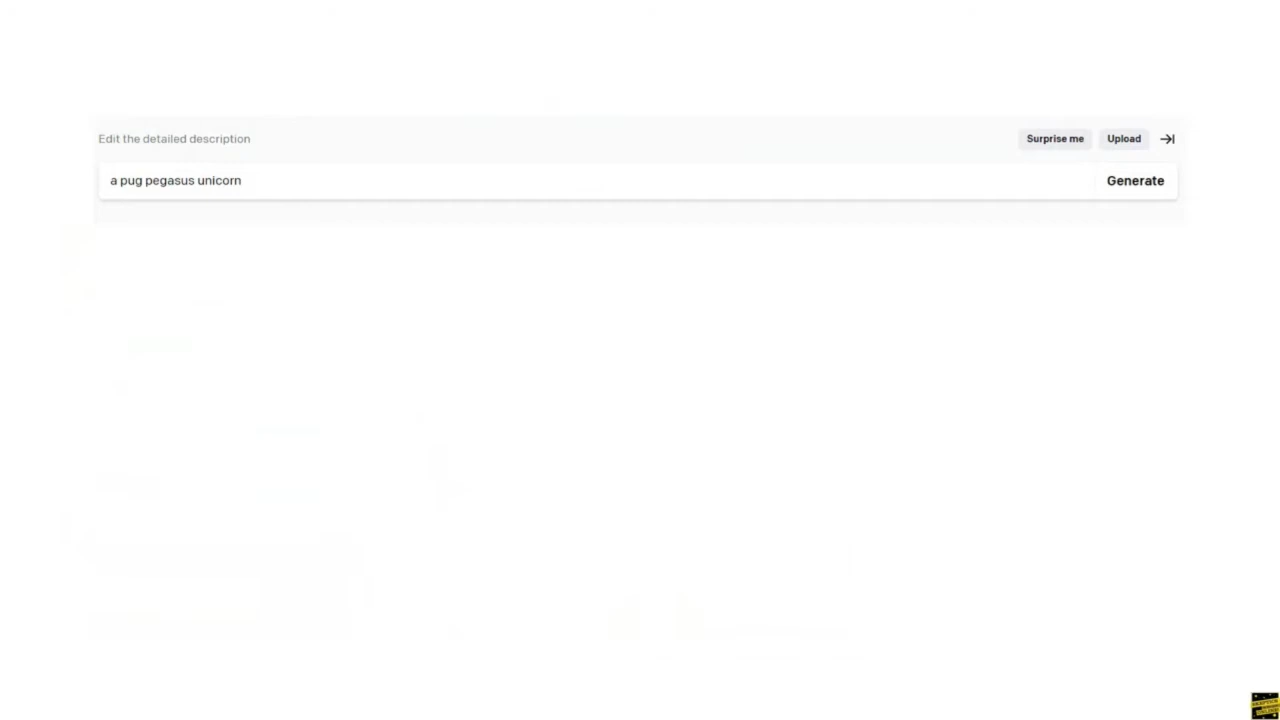 Edit the detailed description
Surprise me
Upload
a pug pegasus unicorn
Generate